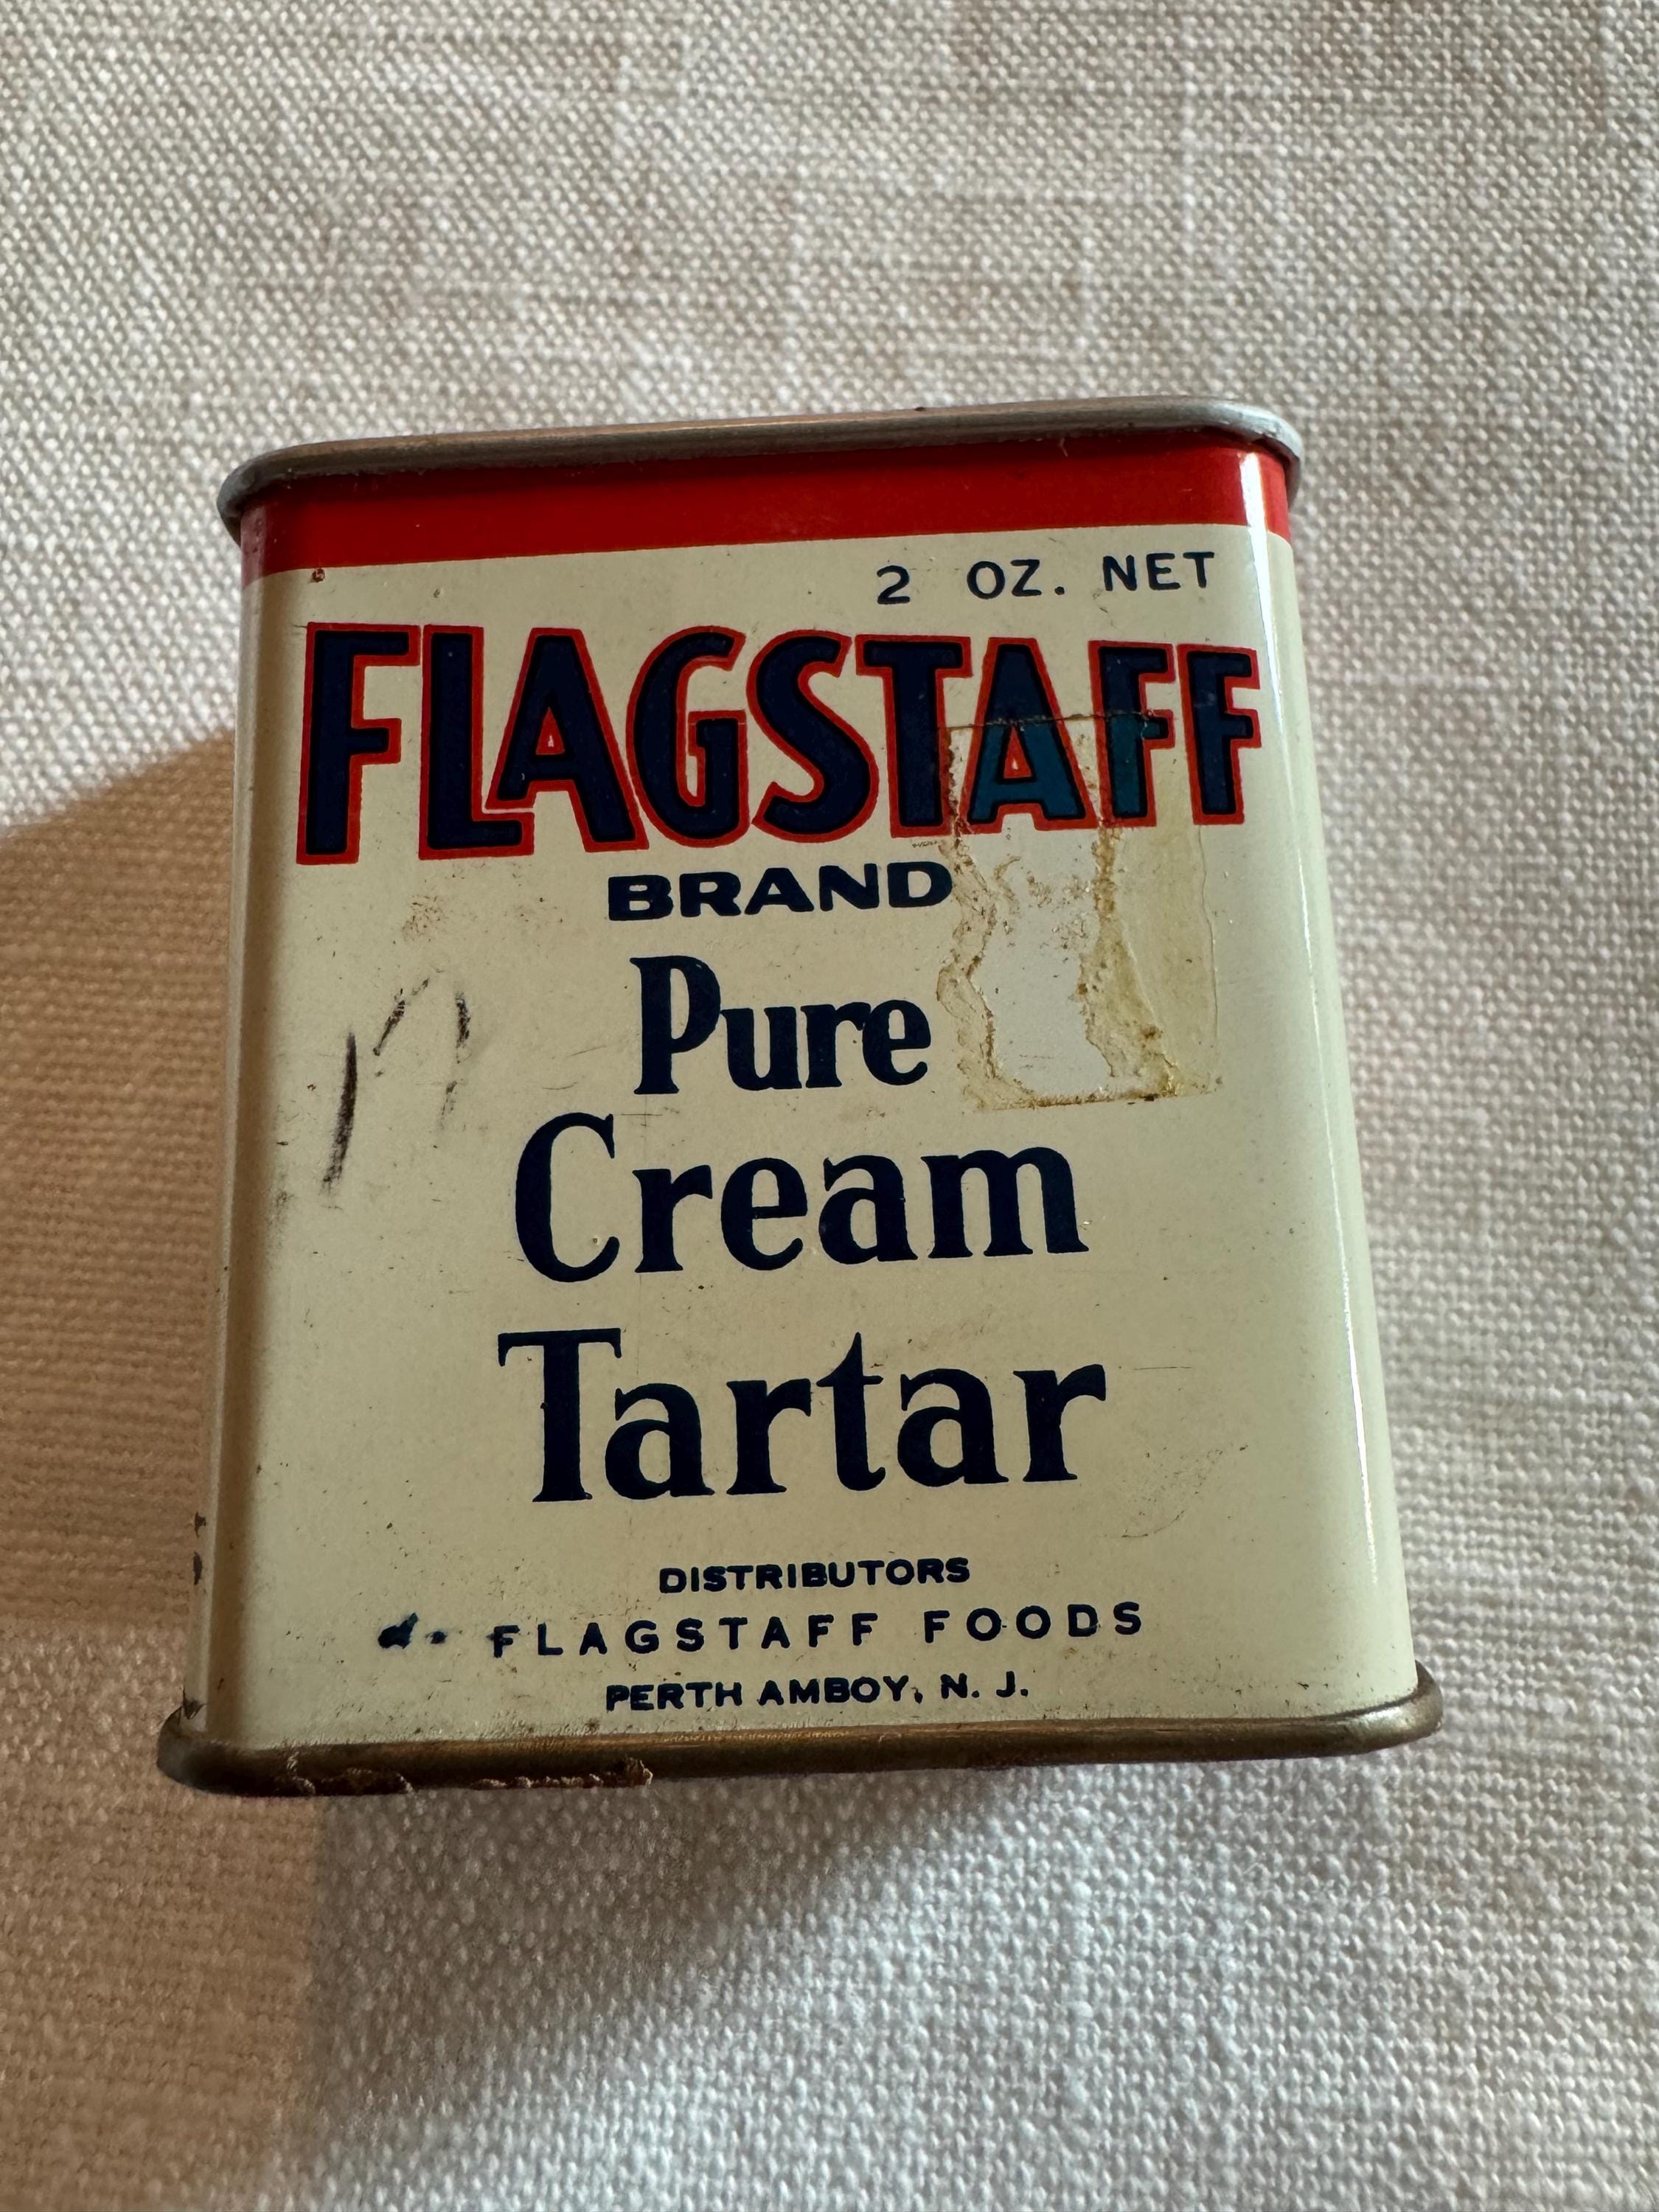 2 OZ. NET
FLAGSTAFF
BRAND
Pure
Cream
Tartar
DISTRIBUTORS
FLAGSTAFF FOODS
PERTH AMBOY, N. J.